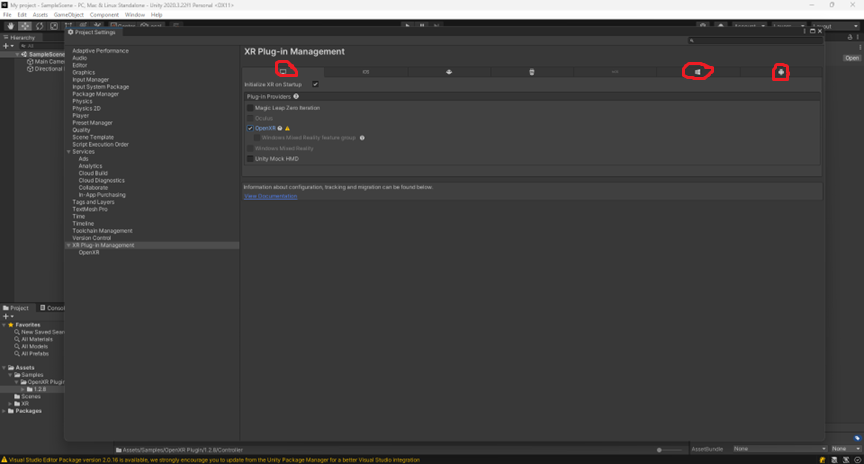 My project - SampleScene - PC, Mac & Linux Standalone - Unity 2020.3.22f1 Personal <DX11>
File Edit Assets GameObject Component Window Help
Hierarchy
Project Settings
All
SampleScene
Main Camer
Directional
Open
Adaptive Performance
Audio
Editor
Graphics
Input Manager
Input System Package
Package Manager
Physics
Physics 2D
Player
Preset Manager
Quality
Scene Template
Script Execution Order
Services
Ads
Analytics
Cloud Build
Cloud Diagnostics
Collaborate
In-App Purchasing
Tags and Layers
TextMesh Pro
Time
Timeline
Toolchain Management
Version Control
XR Plug-in Management
OpenXR
XR Plug-in Management
iOS
Initialize XR on Startup
Plug-in Providers
Magic Leap Zero Iteration
Oculus
OpenXR
Windows Mixed Reality feature group
Windows Mixed Reality
Unity Mock HMD
Information about configuration, tracking and migration can be found below.
View Documentation
Project Consol
Favorites
New Saved Sear
All Materials
All Models
All Prefabs
Assets
Samples
OpenXR Plugin
1.2.8
Scenes
XR
Packages
Assets/Samples/OpenXR Plugin/1.2.8/Controller
AssetBundle None None
Visual Studio Editor Package version 2.0.16 is available, we strongly encourage you to update from the Unity Package Manager for a better Visual Studio integration